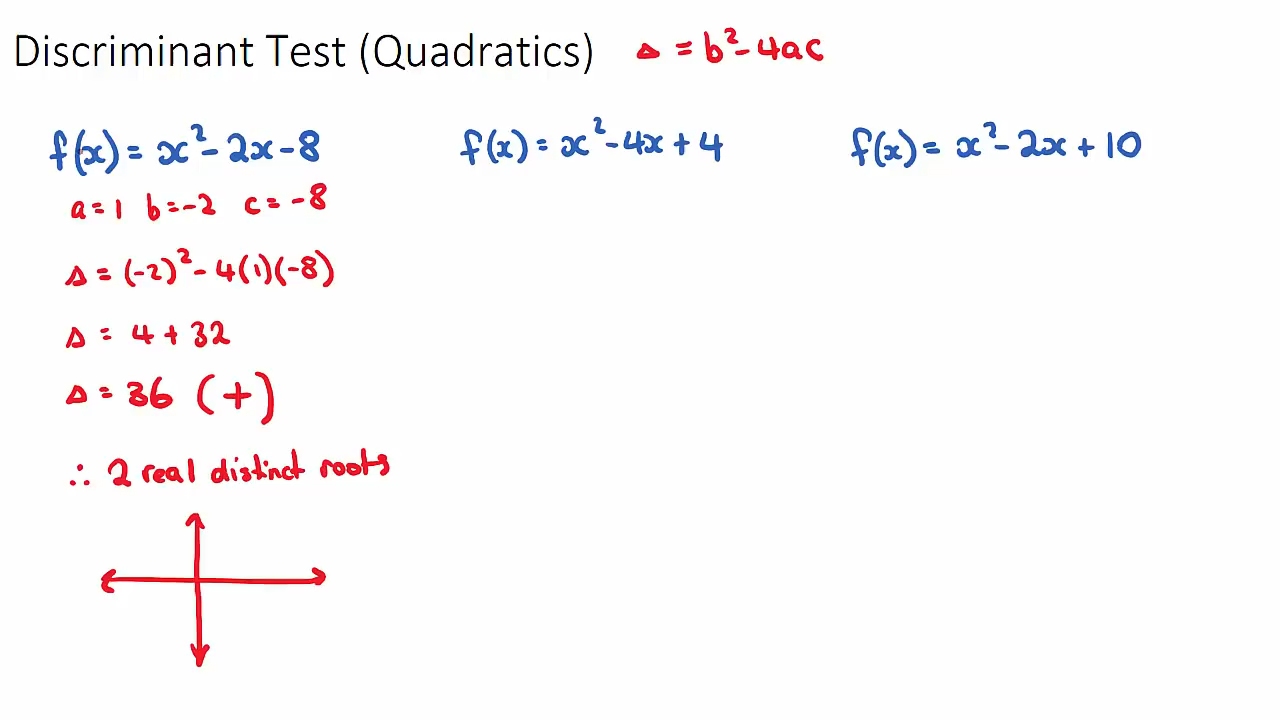 Discriminant Test (Quadratics) Δ = b² - 4ac
f(x) = x² - 2x - 8
a = 1 b = -2 c = -8
Δ = (-2)² - 4(1)(-8)
Δ = 4 + 32
Δ = 36 (+)
∴ 2 real distinct roots
f(x) = x² - 4x + 4
f(x) = x² - 2x + 10